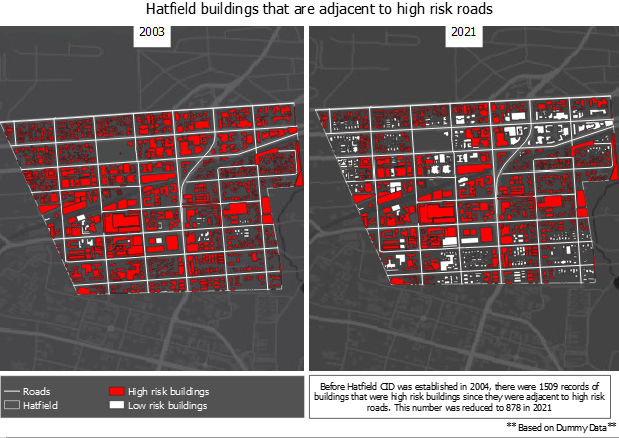 Hatfield buildings that are adjacent to high risk roads
2003
2021
Roads
Hatfield
High risk buildings
Low risk buildings
Before Hatfield CID was established in 2004, there were 1509 records of
buildings that were high risk buildings since they were adjacent to high risk
roads. This number was reduced to 878 in 2021
** Based on Dummy Data**